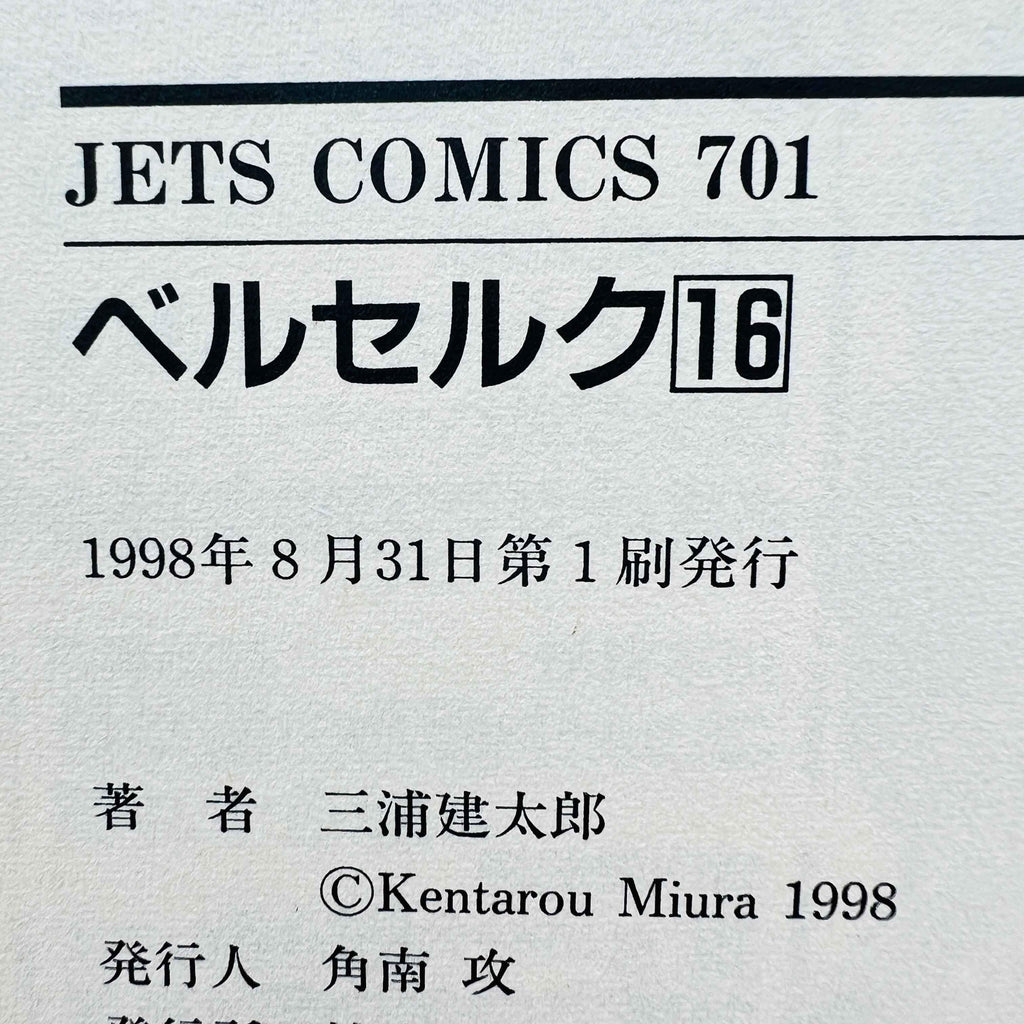 JETS COMICS 701
ベルセルク16
1998年8月31日第1刷発行
著 者 三浦建太郎
©Kentarou Miura 1998
発行人 角南 攻